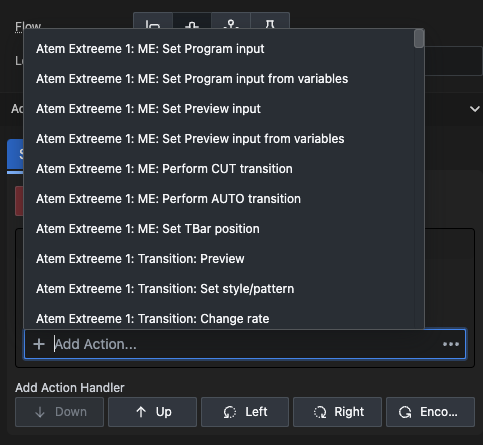 Flow
Atem Extreeme 1: ME: Set Program input
Atem Extreeme 1: ME: Set Program input from variables
Atem Extreeme 1: ME: Set Preview input
Atem Extreeme 1: ME: Set Preview input from variables
Atem Extreeme 1: ME: Perform CUT transition
Atem Extreeme 1: ME: Perform AUTO transition
Atem Extreeme 1: ME: Set TBar position
Atem Extreeme 1: Transition: Preview
Atem Extreeme 1: Transition: Set style/pattern
Atem Extreeme 1: Transition: Change rate
Add Action...
Add Action Handler
Down Up Left Right Enco...